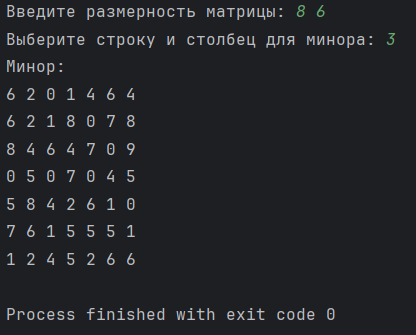 Введите размерность матрицы: 8 6
Выберите строку и столбец для минора: 3
Минор:
6 2 0 1 4 6 4
6 2 1 8 0 7 8
8 4 6 4 7 0 9
0 5 0 7 0 4 5
5 8 4 2 6 1 0
7 6 1 5 5 5 1
1 2 4 5 2 6 6
Process finished with exit code 0